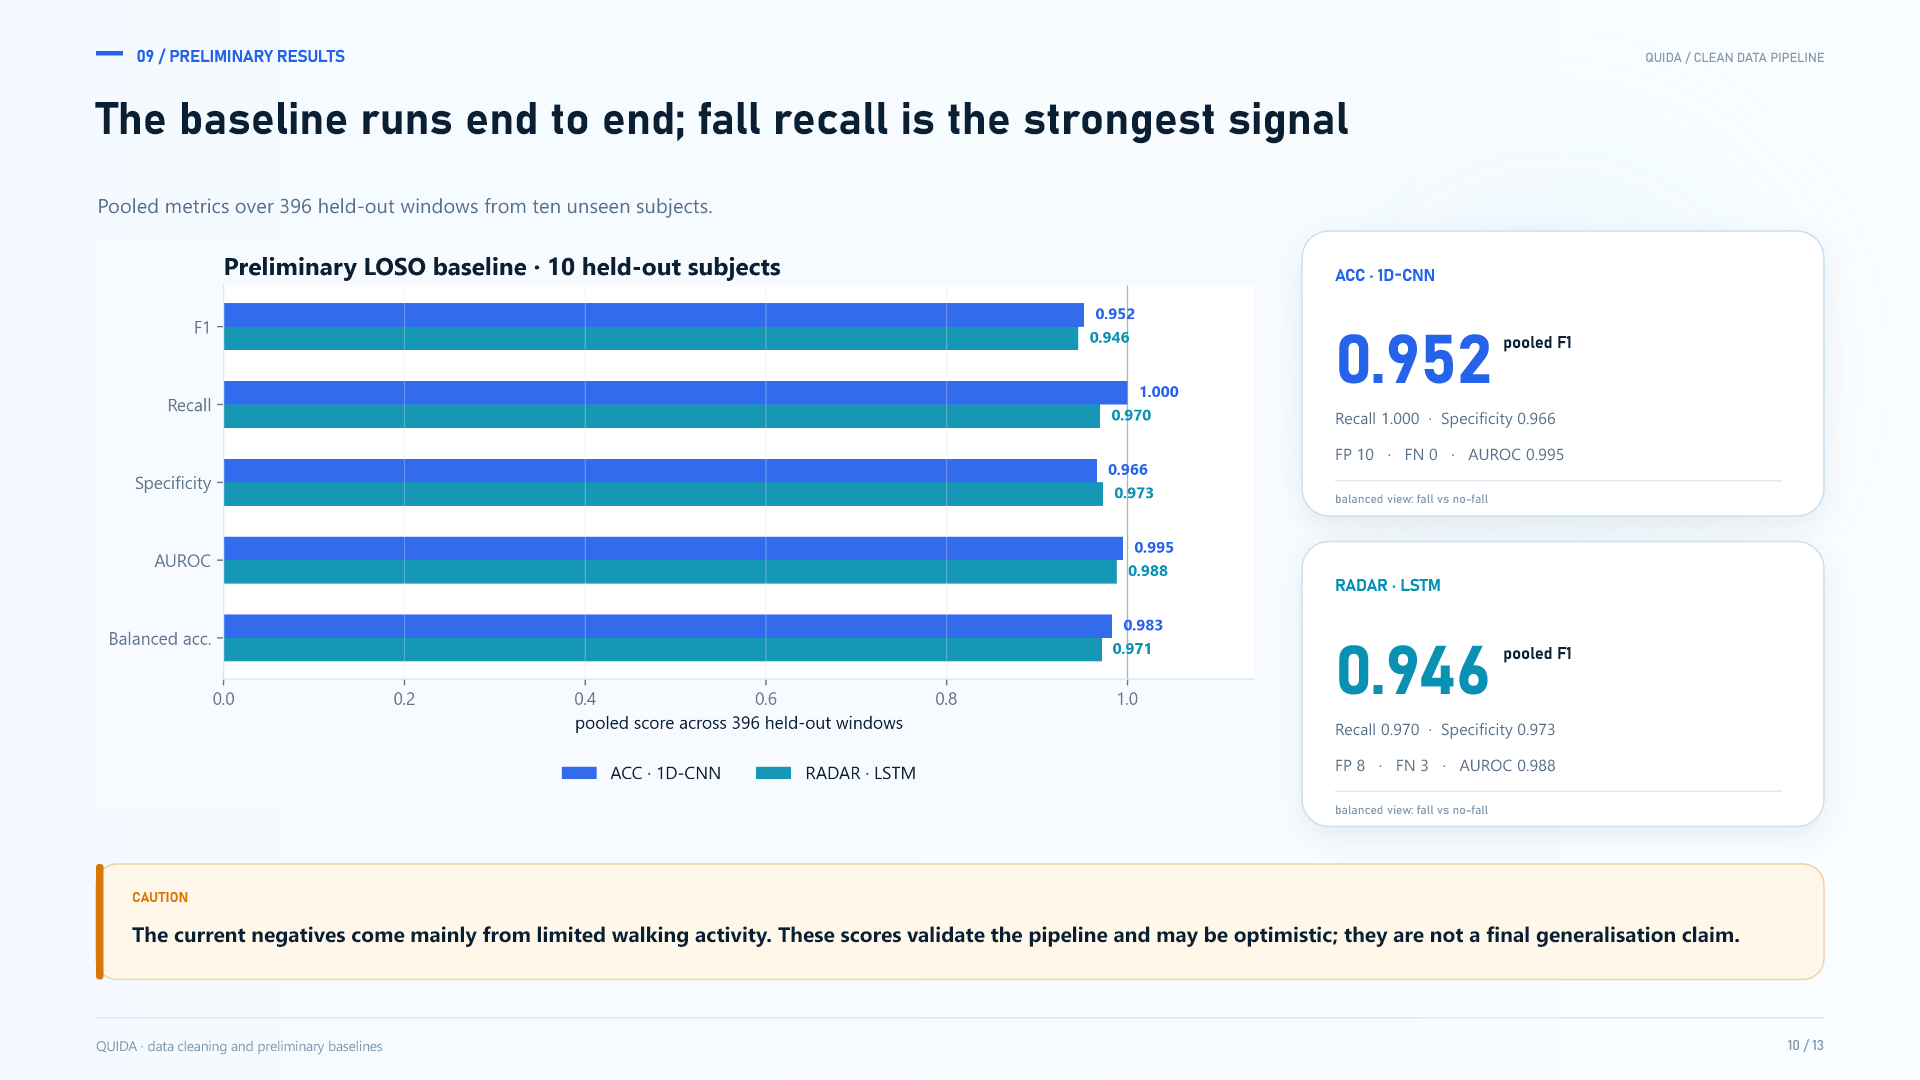 09 / PRELIMINARY RESULTS
QUIDA / CLEAN DATA PIPELINE
The baseline runs end to end; fall recall is the strongest signal
Pooled metrics over 396 held-out windows from ten unseen subjects.
Preliminary LOSO baseline · 10 held-out subjects
F1
0.952
0.946
Recall
1.000
0.970
Specificity
0.966
0.973
AUROC
0.995
0.988
Balanced acc.
0.983
0.971
0.0 0.2 0.4 0.6 0.8 1.0
pooled score across 396 held-out windows
ACC · 1D-CNN RADAR · LSTM
ACC · 1D-CNN
0.952 pooled F1
Recall 1.000 · Specificity 0.966
FP 10 · FN 0 · AUROC 0.995
balanced view: fall vs no-fall
RADAR · LSTM
0.946 pooled F1
Recall 0.970 · Specificity 0.973
FP 8 · FN 3 · AUROC 0.988
balanced view: fall vs no-fall
CAUTION
The current negatives come mainly from limited walking activity. These scores validate the pipeline and may be optimistic; they are not a final generalisation claim.
QUIDA · data cleaning and preliminary baselines
10 / 13